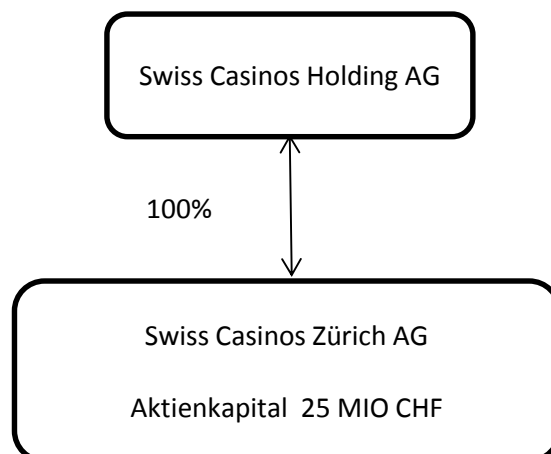 Swiss Casinos Holding AG
100%
Swiss Casinos Zürich AG
Aktienkapital 25 MIO CHF